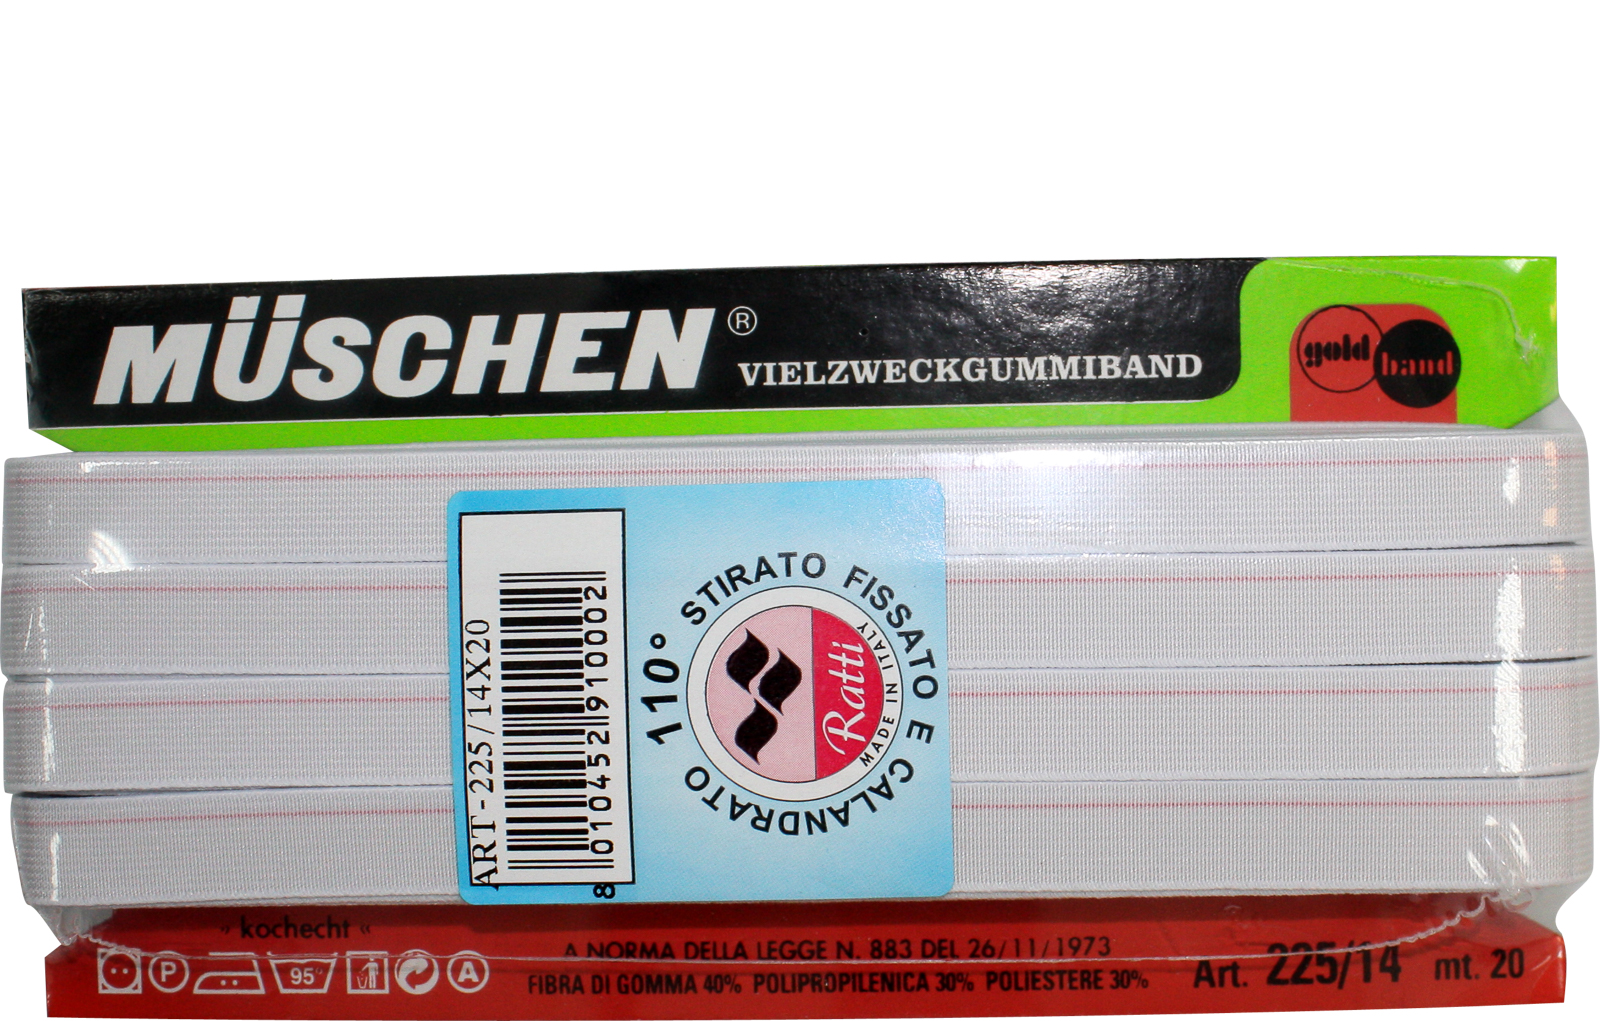 MÜSCHEN®
VIELZWECKGUMMIBAND
gold
band
ART-225/14X20
8 010452 910002
110° STIRATO FISSATO E CALANDRATO
Ratti
MADE IN ITALY
» kochecht «
P 95° A
A NORMA DELLA LEGGE N. 883 DEL 26/11/1973
FIBRA DI GOMMA 40% POLIPROPILENICA 30% POLIESTERE 30%
Art. 225/14 mt. 20